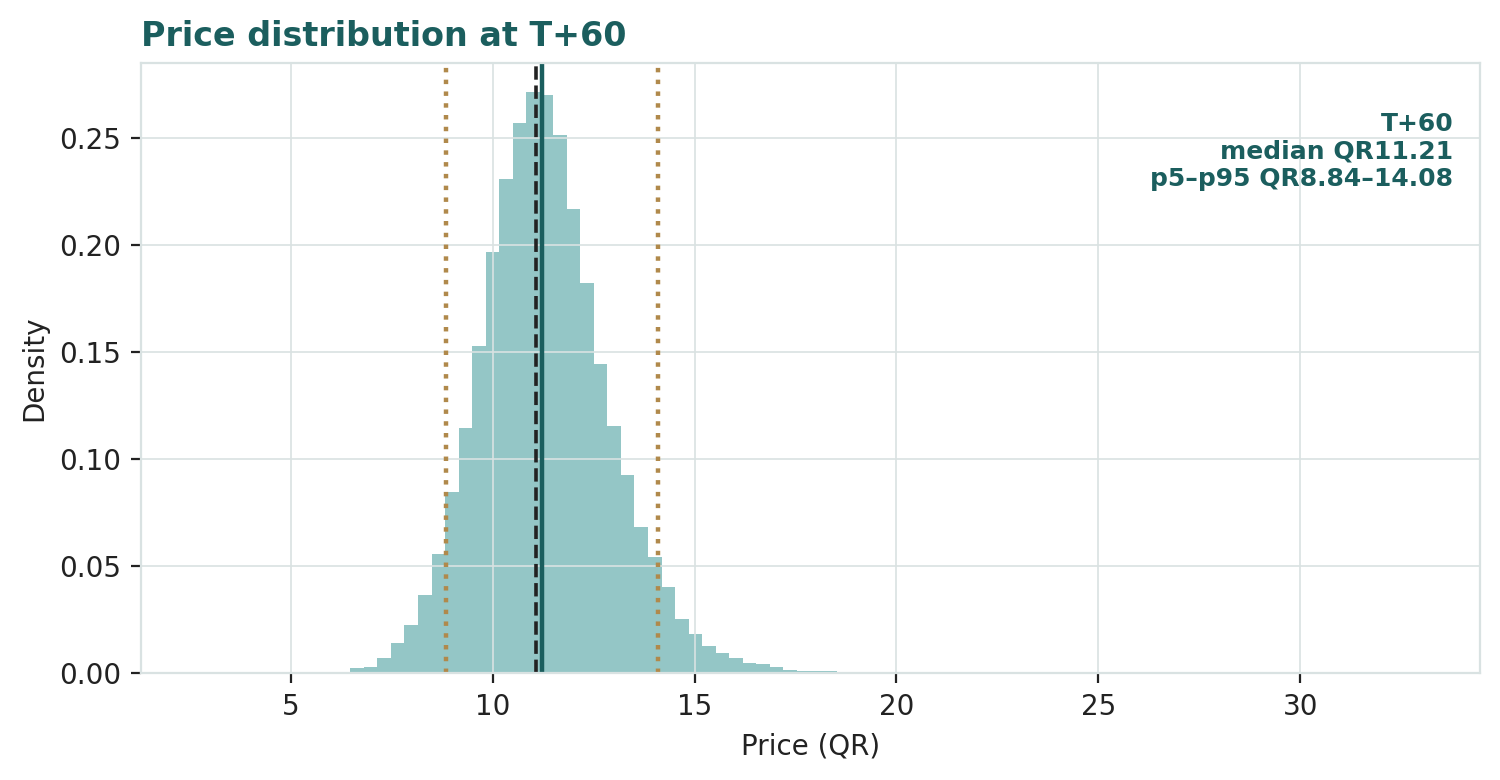 Price distribution at T+60
T+60
median QR11.21
p5–p95 QR8.84–14.08
Density
0.25
0.20
0.15
0.10
0.05
0.00
5 10 15 20 25 30
Price (QR)